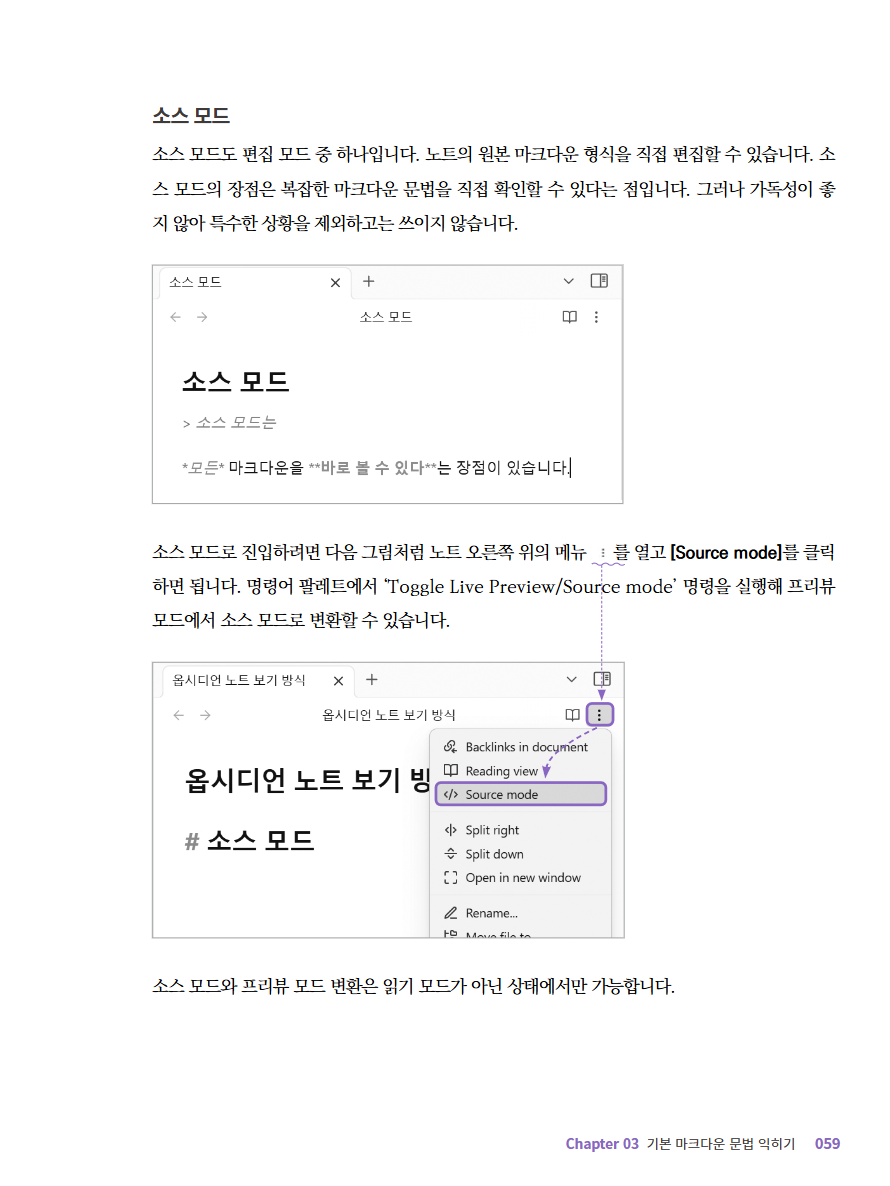 소스 모드
소스 모드도 편집 모드 중 하나입니다. 노트의 원본 마크다운 형식을 직접 편집할 수 있습니다. 소
스 모드의 장점은 복잡한 마크다운 문법을 직접 확인할 수 있다는 점입니다. 그러나 가독성이 좋
지 않아 특수한 상황을 제외하고는 쓰이지 않습니다.
소스 모드
소스 모드
소스 모드
> 소스 모드는
*모든* 마크다운을 **바로 볼 수 있다**는 장점이 있습니다.
소스 모드로 진입하려면 다음 그림처럼 노트 오른쪽 위의 메뉴 ⋮ 를 열고 [Source mode]를 클릭
하면 됩니다. 명령어 팔레트에서 ‘Toggle Live Preview/Source mode’ 명령을 실행해 프리뷰
모드에서 소스 모드로 변환할 수 있습니다.
옵시디언 노트 보기 방식
옵시디언 노트 보기 방식
옵시디언 노트 보기 방
# 소스 모드
Backlinks in document
Reading view
Source mode
Split right
Split down
Open in new window
Rename...
Move file to
소스 모드와 프리뷰 모드 변환은 읽기 모드가 아닌 상태에서만 가능합니다.
Chapter 03 기본 마크다운 문법 익히기 059